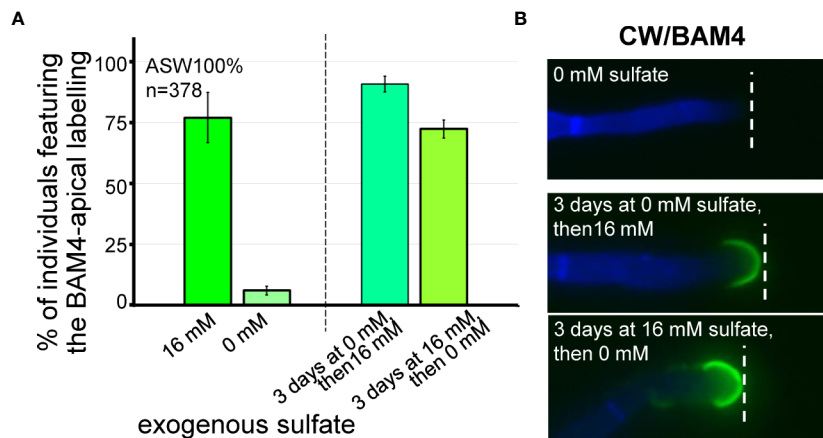 A
% of individuals featuring
the BAM4-apical labelling
100
75
50
25
0
ASW100%
n=378
16 mM
0 mM
3 days at 0 mM,
then16 mM
3 days at 16 mM
then 0 mM
exogenous sulfate
B
CW/BAM4
0 mM sulfate
3 days at 0 mM sulfate,
then16 mM
3 days at 16 mM sulfate,
then 0 mM